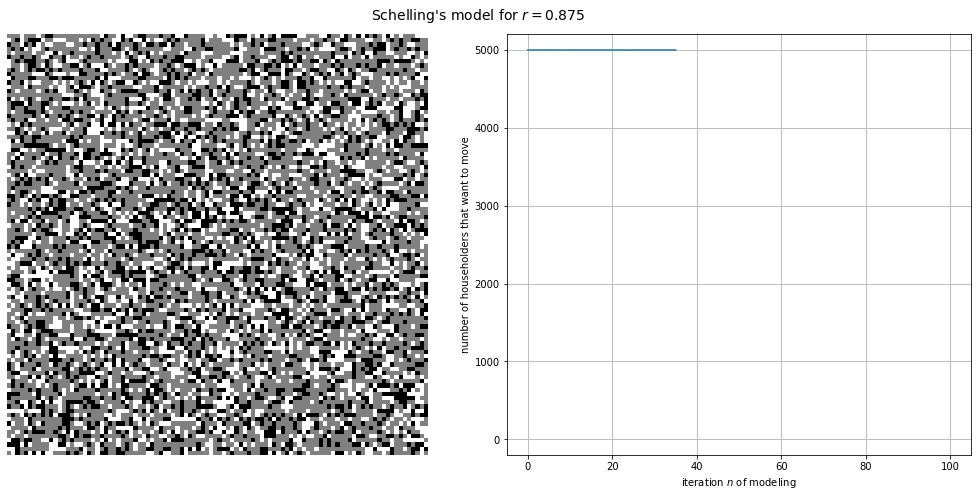 Schelling's model for r = 0.875
5000
4000
3000
2000
1000
0
number of householders that want to move
0 20 40 60 80 100
iteration n of modeling